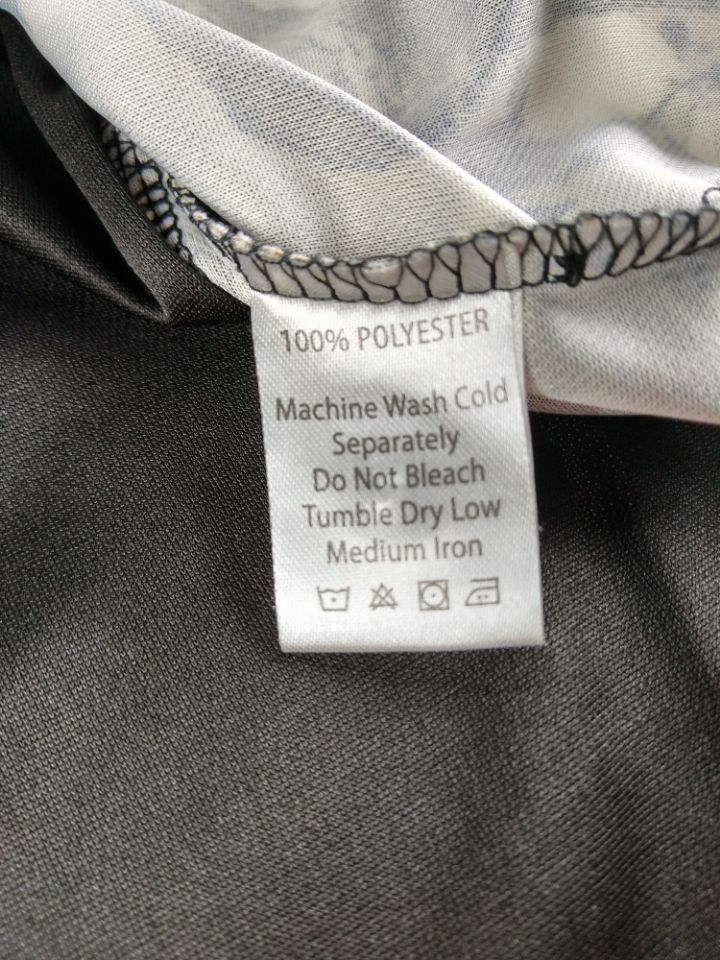 100% POLYESTER
Machine Wash Cold
Separately
Do Not Bleach
Tumble Dry Low
Medium Iron